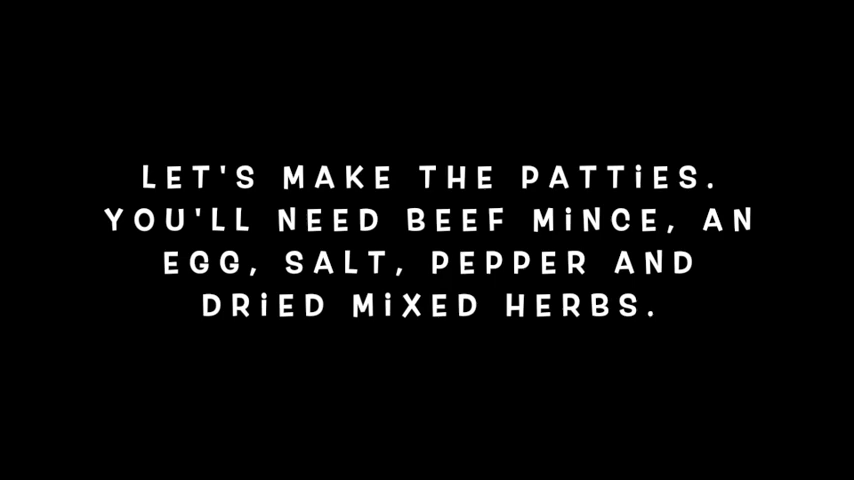 LET'S MAKE THE PATTiES.
YOU'LL NEED BEEF MiNCE, AN
EGG, SALT, PEPPER AND
DRiED MiXED HERBS.